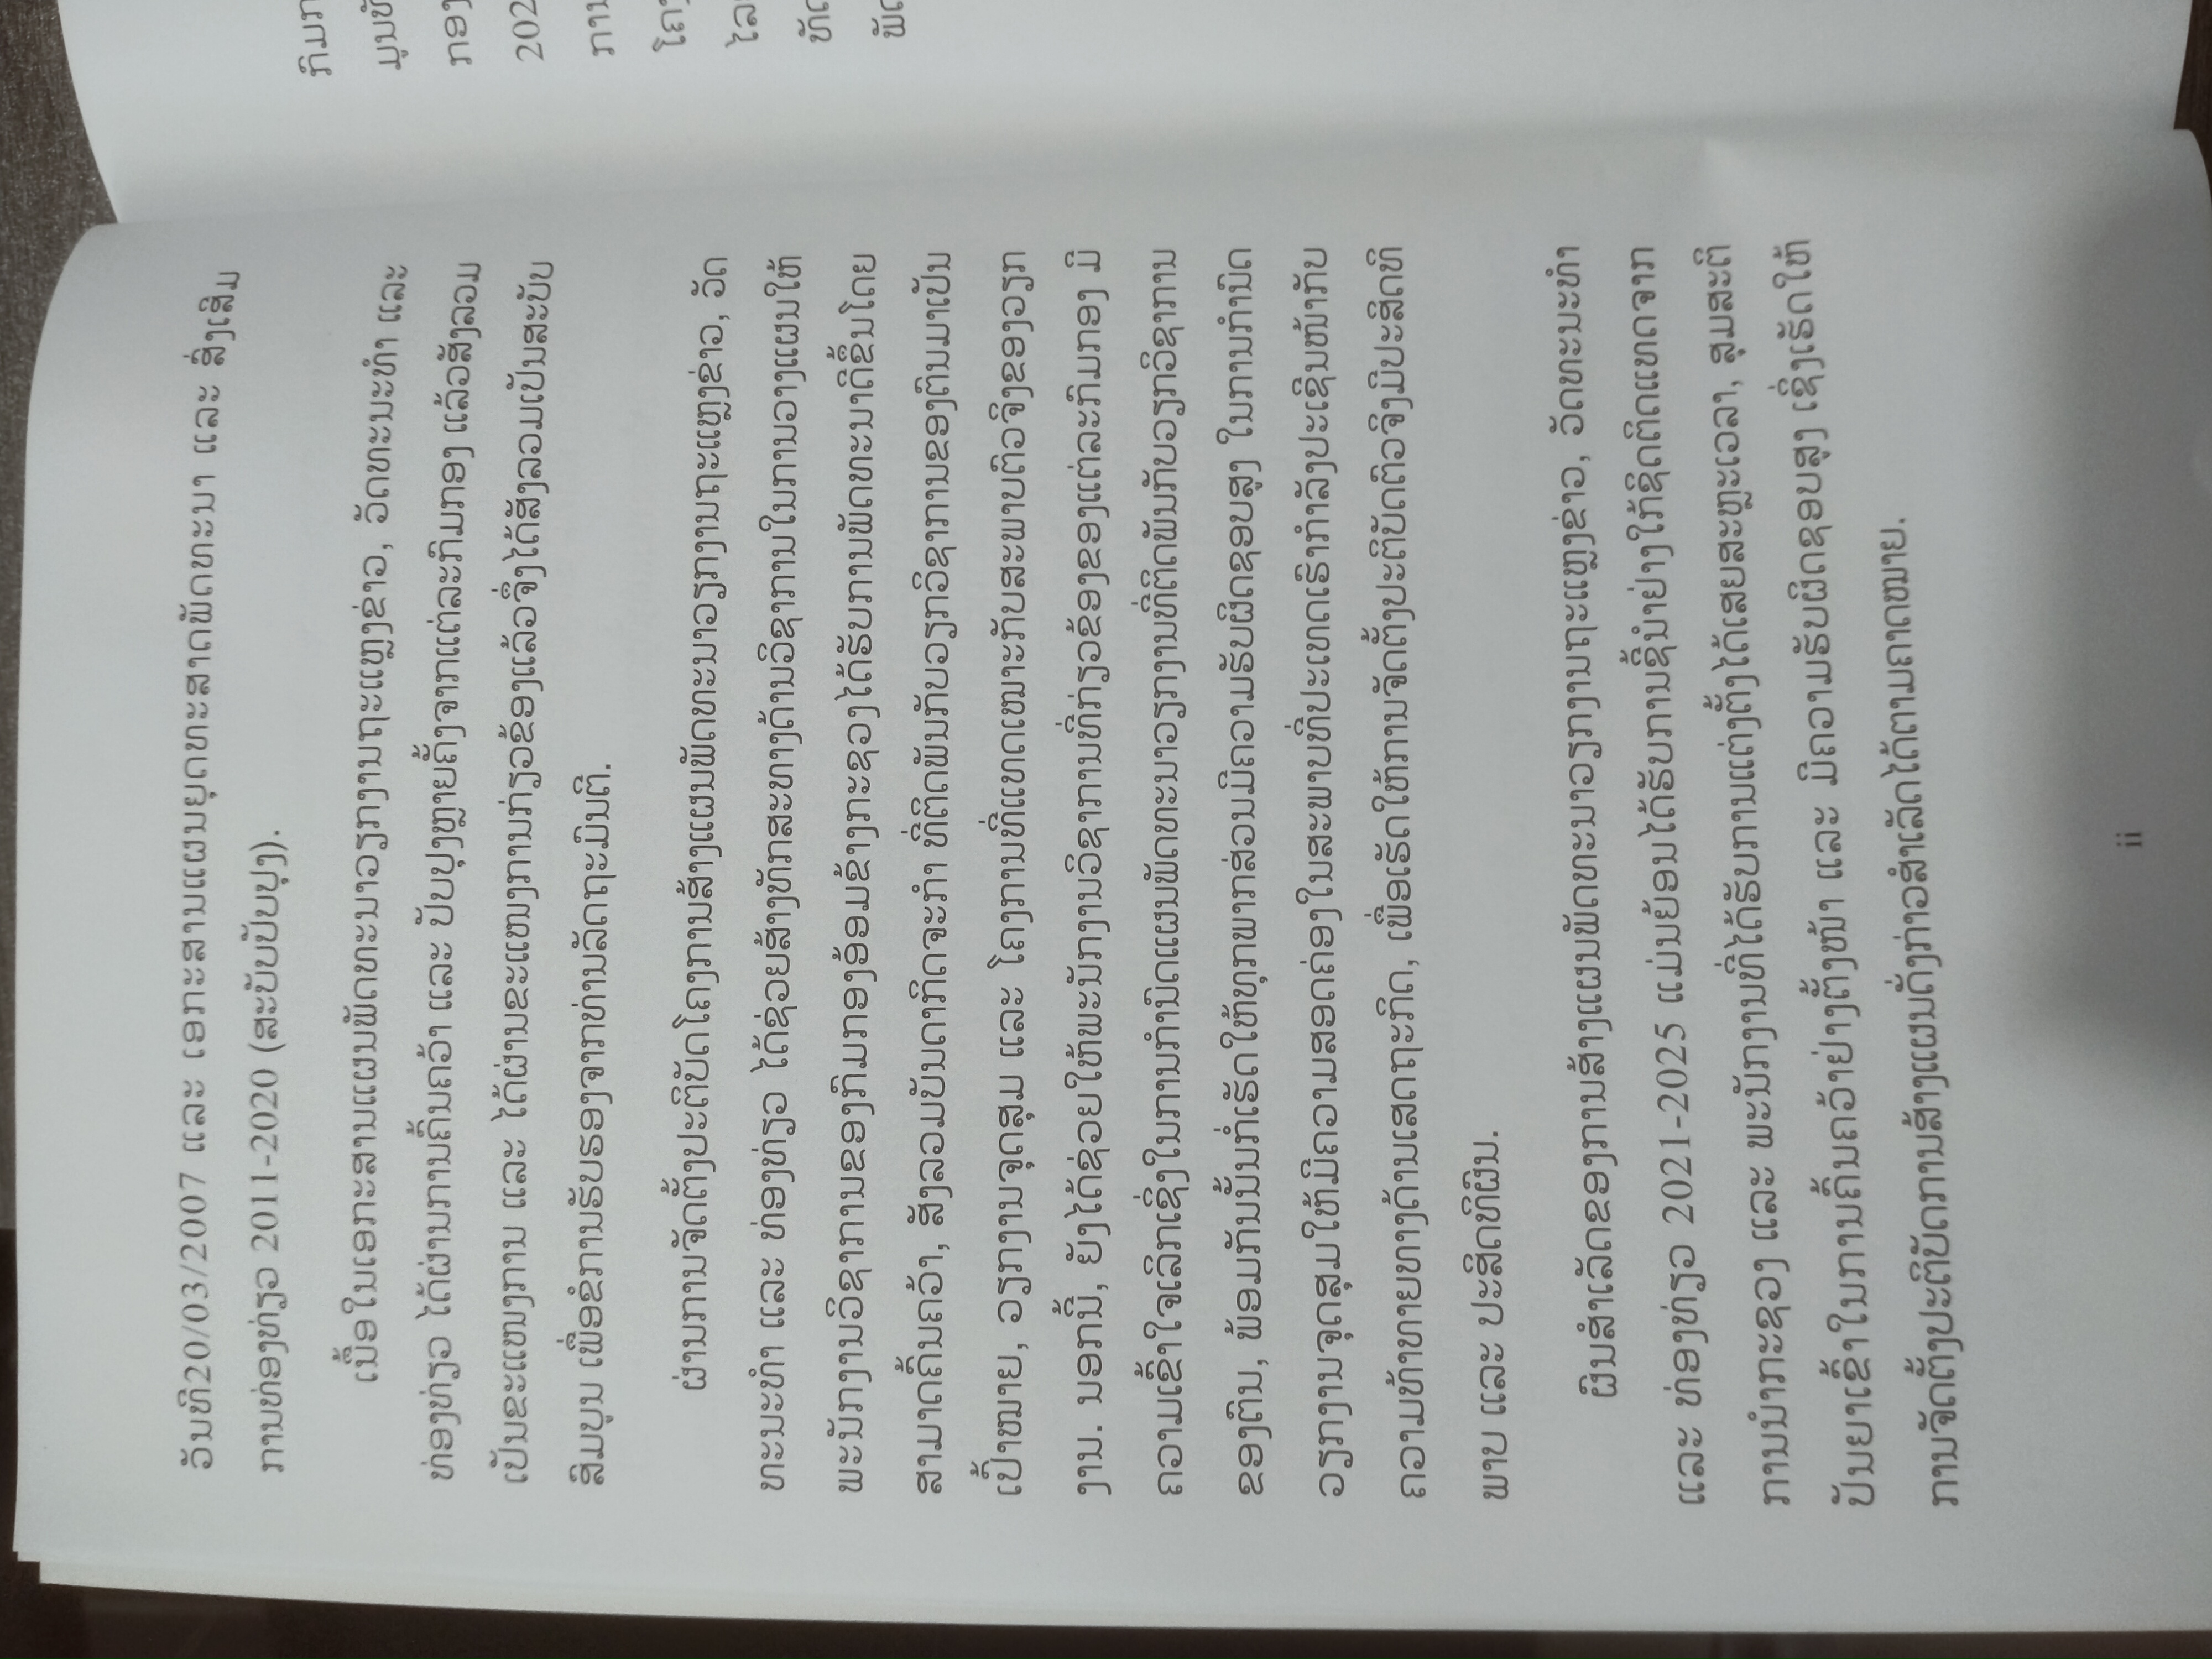 ວັນທີ20/03/2007 ແລະ ເອກະສານແຜນຍຸດທະສາດພັດທະນາ ແລະ ສົ່ງເສີມ
ການທ່ອງທ່ຽວ 2011-2020 (ສະບັບປັບປຸງ).
ເນື້ອໃນເອກະສານແຜນພັດທະນາວຽກງານຖະແຫຼງຂ່າວ, ວັດທະນະທຳ ແລະ
ທ່ອງທ່ຽວ ໄດ້ຜ່ານການຄົ້ນຄວ້າ ແລະ ປັບປຸງຫຼາຍຄັ້ງຈາກແຕ່ລະກົມກອງ ແລ້ວສັງລວມ
ເປັນຂະແໜງການ ແລະ ໄດ້ຜ່ານຂະແໜງການກ່ຽວຂ້ອງແລ້ວຈຶ່ງໄດ້ສັງລວມເປັນສະບັບ
ສົມບູນ ເພື່ອຂໍການຮັບຮອງຈາກທ່ານລັດຖະມົນຕີ.
ຜ່ານການຈັດຕັ້ງປະຕິບັດໂຄງການສ້າງແຜນພັດທະນາວຽກງານຖະແຫຼງຂ່າວ, ວັດ
ທະນະທຳ ແລະ ທ່ອງທ່ຽວ ໄດ້ຊ່ວຍສ້າງທັກສະທາງດ້ານວິຊາການໃນການວາງແຜນໃຫ້
ພະນັກງານວິຊາການຂອງກົມກອງອ້ອມຂ້າງກະຊວງໄດ້ຮັບການພັດທະນາດີຂຶ້ນໂດຍ
ສາມາດຄົ້ນຄວ້າ, ສັງລວມບັນດາກິດຈະກຳ ທີ່ຕິດພັນກັບວຽກວິຊາການຂອງຕົນມາເປັນ
ເປົ້າໝາຍ, ວຽກງານຈຸດສຸມ ແລະ ໂຄງການທີ່ແທດເໝາະກັບສະພາບຕົວຈິງຂອງວຽກ
ງານ. ນອກນີ້, ຍັງໄດ້ຊ່ວຍໃຫ້ພະນັກງານວິຊາການທີ່ກ່ຽວຂ້ອງຂອງແຕ່ລະກົມກອງ ມີ
ຄວາມເຂົ້າໃຈເລິກເຊິ່ງໃນການກຳນົດແຜນພັດທະນາວຽກງານທີ່ຕິດພັນກັບວຽກວິຊາການ
ຂອງຕົນ, ພ້ອມກັນນັ້ນກໍ່ເຮັດໃຫ້ທຸກພາກສ່ວນມີຄວາມຮັບຜິດຊອບສູງ ໃນການກຳນົດ
ວຽກງານຈຸດສຸມໃຫ້ມີຄວາມສອດຄ່ອງໃນສະພາບທີ່ປະເທດເຮົາກຳລັງປະເຊີນໜ້າກັບ
ຄວາມທ້າທາຍທາງດ້ານເສດຖະກິດ, ເພື່ອເຮັດໃຫ້ການຈັດຕັ້ງປະຕິບັດຕົວຈິງມີປະສິດທິ
ພາບ ແລະ ປະສິດທິຜົນ.
ຜົນສຳເລັດຂອງການສ້າງແຜນພັດທະນາວຽກງານຖະແຫຼງຂ່າວ, ວັດທະນະທຳ
ແລະ ທ່ອງທ່ຽວ 2021-2025 ແມ່ນຍ້ອນໄດ້ຮັບການຊີ້ນຳຢ່າງໃກ້ຊິດຕິດແທດຈາກ
ການນຳກະຊວງ ແລະ ພະນັກງານທີ່ໄດ້ຮັບການແຕ່ງຕັ້ງໄດ້ເສຍສະຫຼະເວລາ, ສຸມສະຕິ
ປັນຍາເຂົ້າໃນການຄົ້ນຄວ້າຢ່າງຕັ້ງໜ້າ ແລະ ມີຄວາມຮັບຜິດຊອບສູງ ເຊິ່ງເຮັດໃຫ້
ການຈັດຕັ້ງປະຕິບັດການສ້າງແຜນດັ່ງກ່າວສຳເລັດໄດ້ຕາມຄາດໝາຍ.
ii